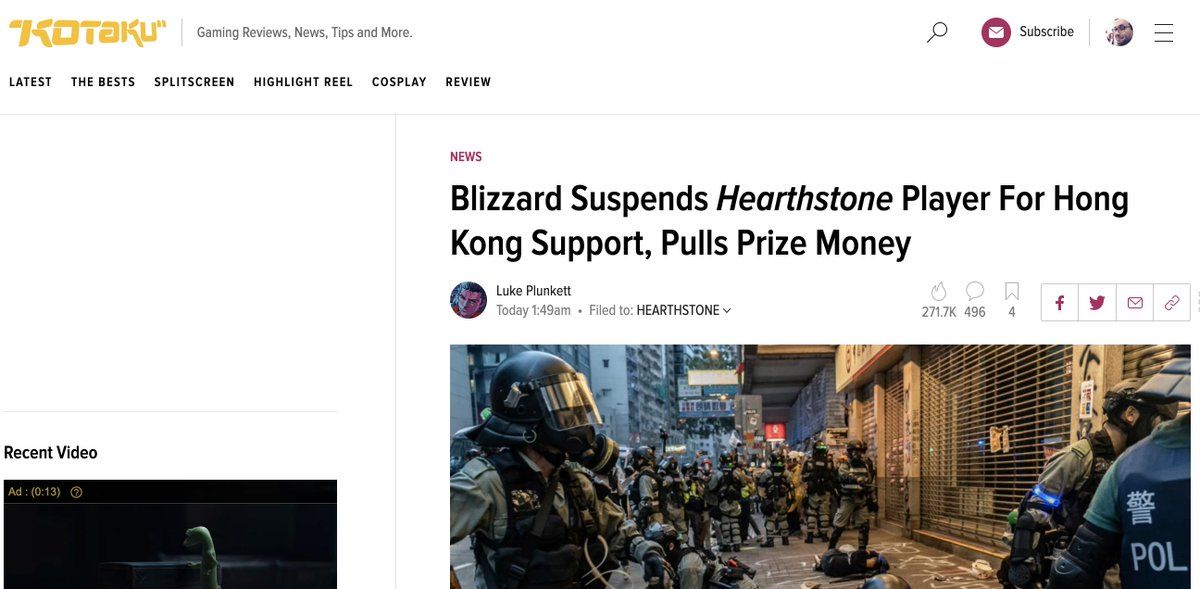 KOTAKU
Gaming Reviews, News, Tips and More.
Subscribe
LATEST THE BESTS SPLITSCREEN HIGHLIGHT REEL COSPLAY REVIEW
NEWS
Blizzard Suspends Hearthstone Player For Hong
Kong Support, Pulls Prize Money
Luke Plunkett
Today 1:49am • Filed to: HEARTHSTONE
271.7K 496 4
Recent Video
Ad : (0:13)
警
POL